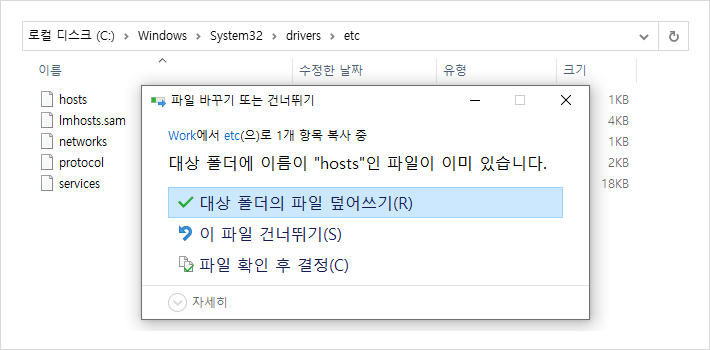 로컬 디스크 (C:) > Windows > System32 > drivers > etc
이름 수정한 날짜 유형 크기
hosts 1KB
lmhosts.sam 4KB
networks 1KB
protocol 2KB
services 18KB
파일 바꾸기 또는 건너뛰기
Work에서 etc(으)로 1개 항목 복사 중
대상 폴더에 이름이 "hosts"인 파일이 이미 있습니다.
대상 폴더의 파일 덮어쓰기(R)
이 파일 건너뛰기(S)
파일 확인 후 결정(C)
자세히